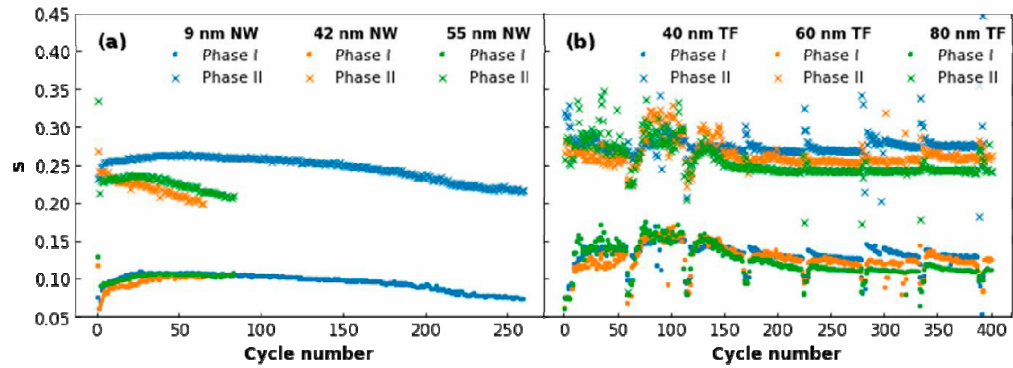 0.45
0.40
0.35
0.30
0.25
0.20
0.15
0.10
0.05
s
(a)
9 nm NW 42 nm NW 55 nm NW
Phase I Phase I Phase I
Phase II Phase II Phase II
0 50 100 150 200 250
Cycle number
(b)
40 nm TF 60 nm TF 80 nm TF
Phase I Phase I Phase I
Phase II Phase II Phase II
0 50 100 150 200 250 300 350 400
Cycle number